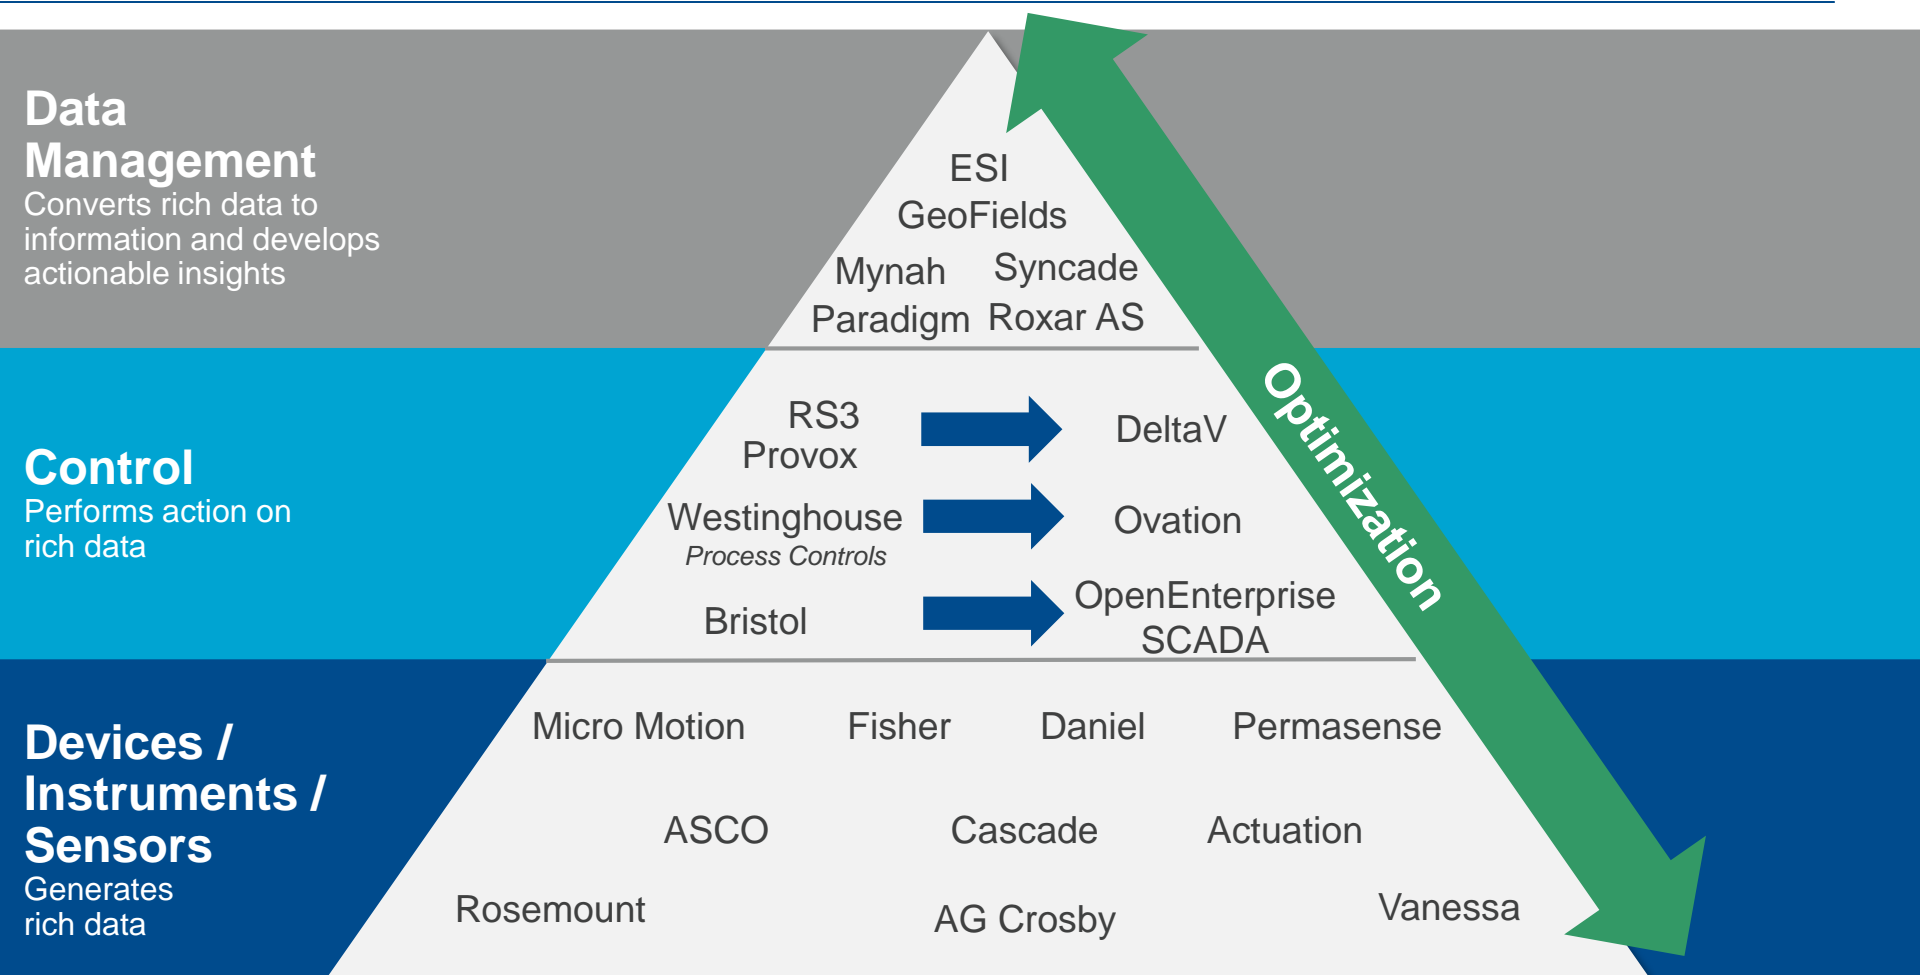 Data
Management
Converts rich data to
information and develops
actionable insights
ESI
GeoFields
Mynah Syncade
Paradigm Roxar AS
Control
Performs action on
rich data
RS3
Provox
DeltaV
Westinghouse
Process Controls
Ovation
Bristol
OpenEnterprise
SCADA
Optimization
Devices /
Instruments /
Sensors
Generates
rich data
Micro Motion Fisher Daniel Permasense
ASCO Cascade Actuation
Rosemount AG Crosby Vanessa